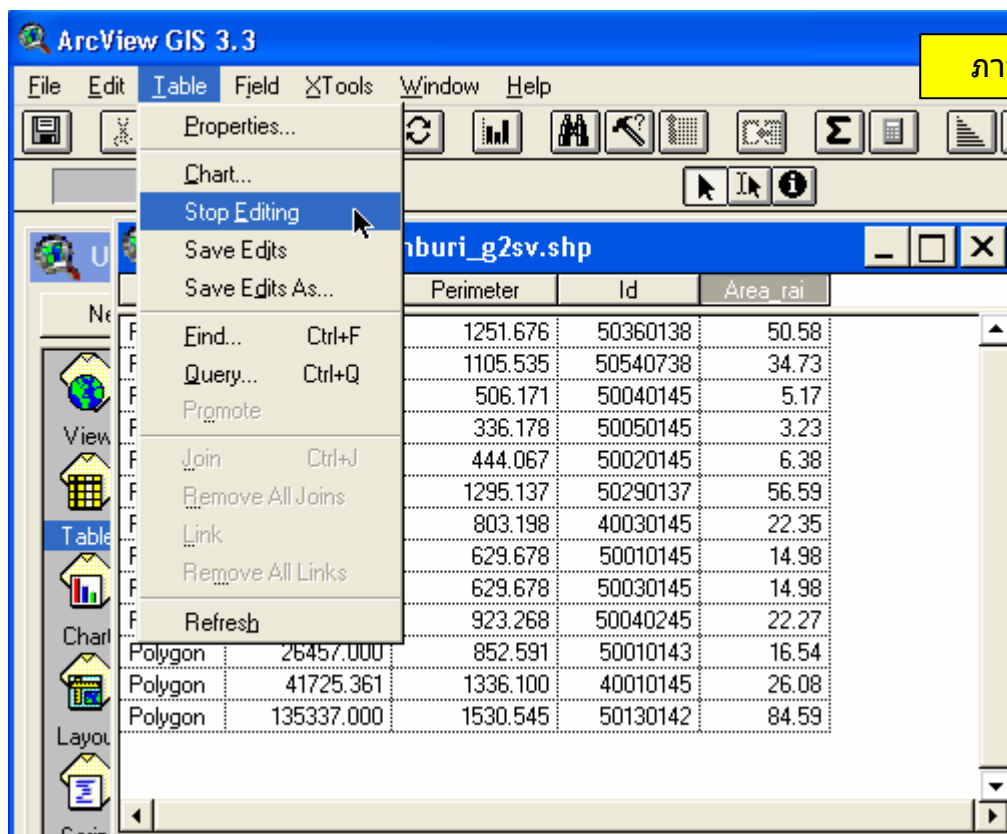 ArcView GIS 3.3
File Edit Table Field XTools Window Help
Properties...
Chart...
Stop Editing
Save Edits
Save Edits As...
Find... Ctrl+F
Query... Ctrl+Q
Promote
Join Ctrl+J
Remove All Joins
Link
Remove All Links
Refresh
nburi_g2sv.shp
Perimeter Id Area_rai
1251.676 50360138 50.58
1105.535 50540738 34.73
506.171 50040145 5.17
336.178 50050145 3.23
444.067 50020145 6.38
1295.137 50290137 56.59
803.198 40030145 22.35
629.678 50010145 14.98
629.678 50030145 14.98
923.268 50040245 22.27
Polygon 26457.000 852.591 50010143 16.54
Polygon 41725.361 1336.100 40010145 26.08
Polygon 135337.000 1530.545 50130142 84.59
View
Table
Chart
Layou